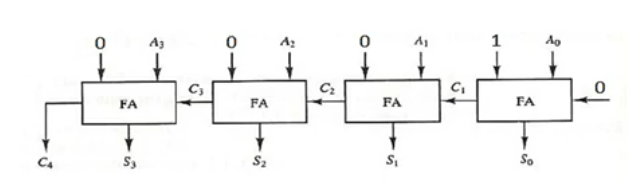 0 A₃ 0 A₂ 0 A₁ 1 A₀
FA C₃ FA C₂ FA C₁ FA 0
C₄ S₃ S₂ S₁ S₀